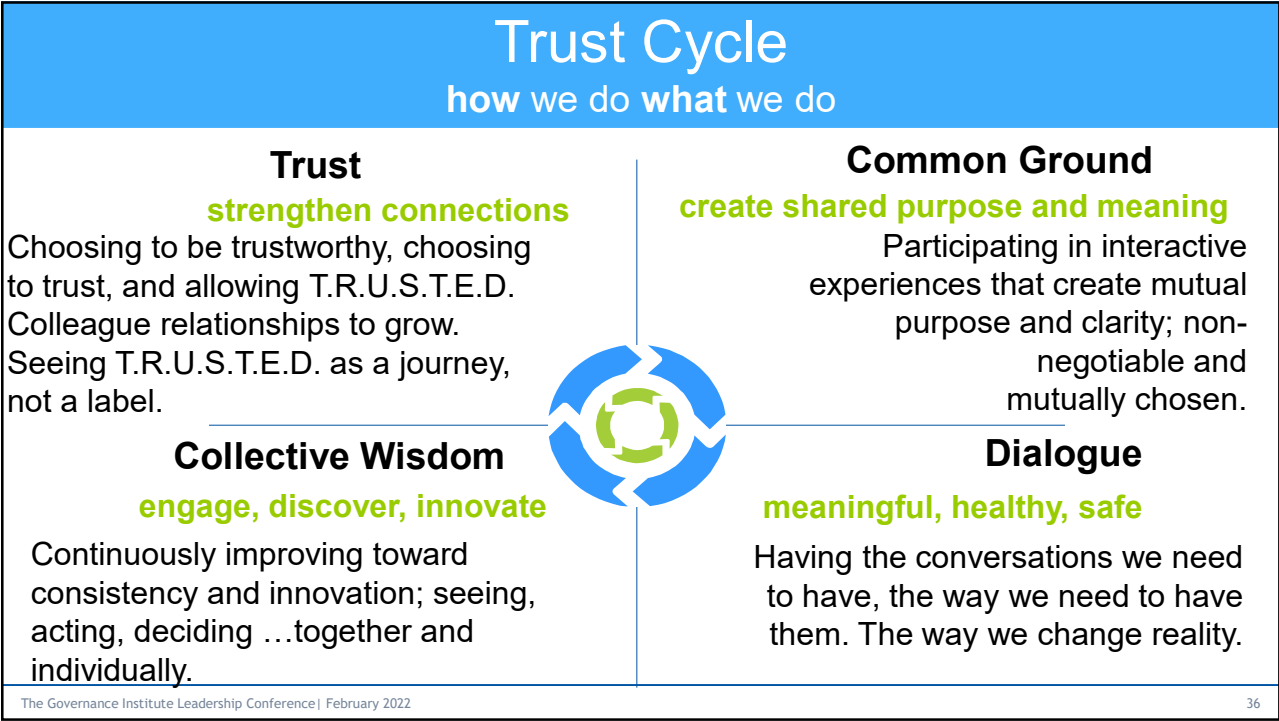 Trust Cycle
how we do what we do
Trust
strengthen connections
Choosing to be trustworthy, choosing
to trust, and allowing T.R.U.S.T.E.D.
Colleague relationships to grow.
Seeing T.R.U.S.T.E.D. as a journey,
not a label.
Common Ground
create shared purpose and meaning
Participating in interactive
experiences that create mutual
purpose and clarity; non-
negotiable and
mutually chosen.
Collective Wisdom
engage, discover, innovate
Continuously improving toward
consistency and innovation; seeing,
acting, deciding …together and
individually.
Dialogue
meaningful, healthy, safe
Having the conversations we need
to have, the way we need to have
them. The way we change reality.
The Governance Institute Leadership Conference| February 2022
36